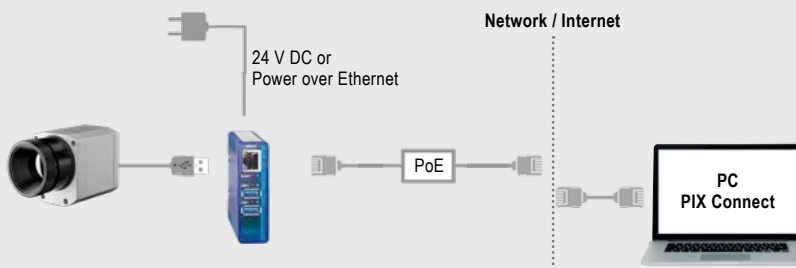 Network / Internet
24 V DC or
Power over Ethernet
PoE
PC
PIX Connect